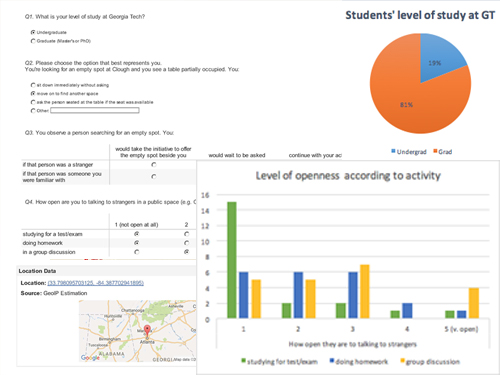 Q1. What is your level of study at Georgia Tech?
Undergraduate
Graduate (Master's or PhD)
Q2. Please choose the option that best represents you.
You're looking for an empty spot at Clough and you see a table partially occupied. You:
sit down immediately without asking
move on to find another space
ask the person seated at the table if the seat was available
Other:
Q3. You observe a person searching for an empty spot. You:
would take the initiative to offer
the empty spot beside you
would wait to be asked
continue with your ac
if that person was a stranger
if that person was someone you
were familiar with
Q4. How open are you to talking to strangers in a public space (e.g. C
1 (not open at all)
2
studying for a test/exam
doing homework
in a group discussion
Location Data
Location: (33.798095703125, -84.387702941895)
Source: GeoIP Estimation
Chattanooga
Huntsville
Atlanta
Birmingham
Tuscaloosa
ALABAMA
GEORG
Google
Students' level of study at GT
19%
81%
Undergrad
Grad
Level of openness according to activity
16
14
12
10
8
6
4
2
0
1
2
3
4
5 (v. open)
How open they are to talking to strangers
studying for test/exam
doing homework
group discussion